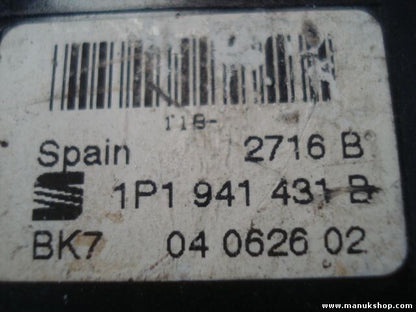 118-
Spain 2716 B
1P1 941 431 B
BK7 04 0626 02
www.manukshop.com